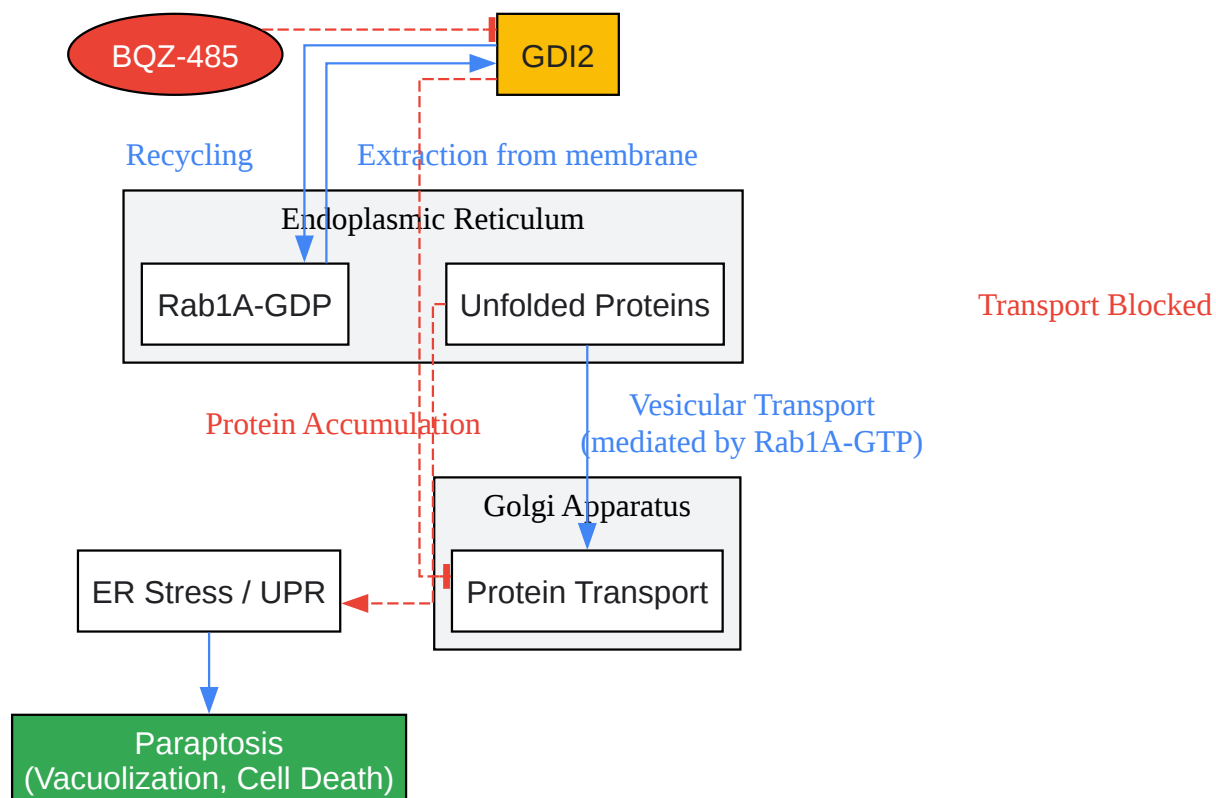 BQZ-485
GDI2
Recycling
Extraction from membrane
Endoplasmic Reticulum
Rab1A-GDP
Unfolded Proteins
Transport Blocked
Protein Accumulation
Vesicular Transport
(mediated by Rab1A-GTP)
Golgi Apparatus
ER Stress / UPR
Protein Transport
Paraptosis
(Vacuolization, Cell Death)